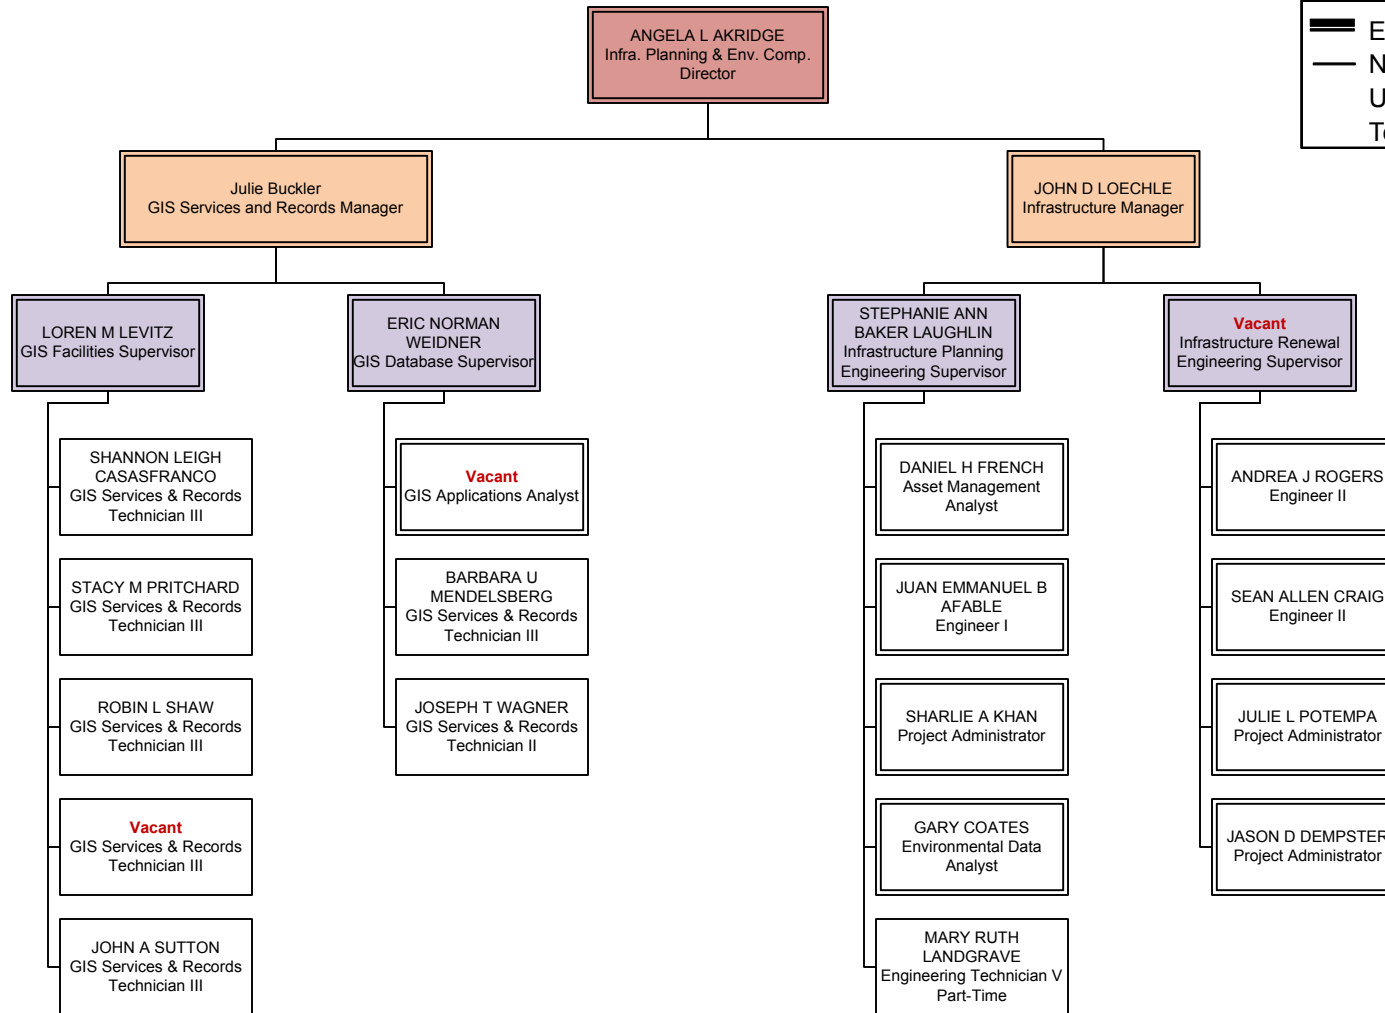 ANGELA L AKRIDGE
Infra. Planning & Env. Comp.
Director
E
N
U
Julie Buckler
GIS Services and Records Manager
JOHN D LOECHLE
Infrastructure Manager
LOREN M LEVITZ
GIS Facilities Supervisor
ERIC NORMAN
WEIDNER
GIS Database Supervisor
STEPHANIE ANN
BAKER LAUGHLIN
Infrastructure Planning
Engineering Supervisor
Vacant
Infrastructure Renewal
Engineering Supervisor
SHANNON LEIGH
CASASFRANCO
GIS Services & Records
Technician III
STACY M PRITCHARD
GIS Services & Records
Technician III
ROBIN L SHAW
GIS Services & Records
Technician III
Vacant
GIS Services & Records
Technician III
JOHN A SUTTON
GIS Services & Records
Technician III
Vacant
GIS Applications Analyst
BARBARA U
MENDELSBERG
GIS Services & Records
Technician III
JOSEPH T WAGNER
GIS Services & Records
Technician II
DANIEL H FRENCH
Asset Management
Analyst
JUAN EMMANUEL B
AFABLE
Engineer I
SHARLIE A KHAN
Project Administrator
GARY COATES
Environmental Data
Analyst
MARY RUTH
LANDGRAVE
Engineering Technician V
Part-Time
ANDREA J ROGERS
Engineer II
SEAN ALLEN CRAIG
Engineer II
JULIE L POTEMPA
Project Administrator
JASON D DEMPSTER
Project Administrator